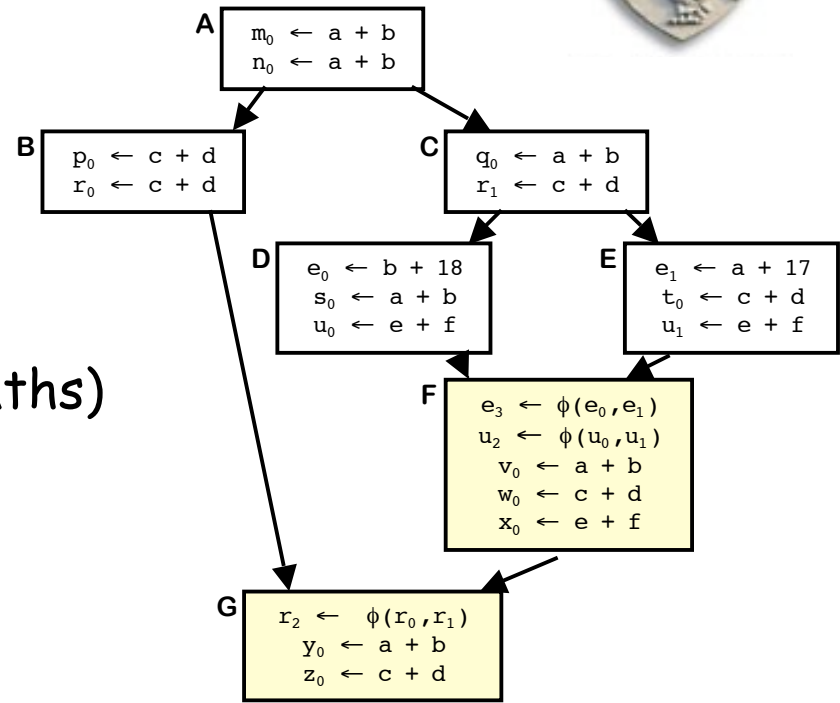 A
m₀ ← a + b
n₀ ← a + b
B
p₀ ← c + d
r₀ ← c + d
C
q₀ ← a + b
r₁ ← c + d
D
e₀ ← b + 18
s₀ ← a + b
u₀ ← e + f
E
e₁ ← a + 17
t₀ ← c + d
u₁ ← e + f
ths)
F
e₃ ← ϕ(e₀,e₁)
u₂ ← ϕ(u₀,u₁)
v₀ ← a + b
w₀ ← c + d
x₀ ← e + f
G
r₂ ← ϕ(r₀,r₁)
y₀ ← a + b
z₀ ← c + d